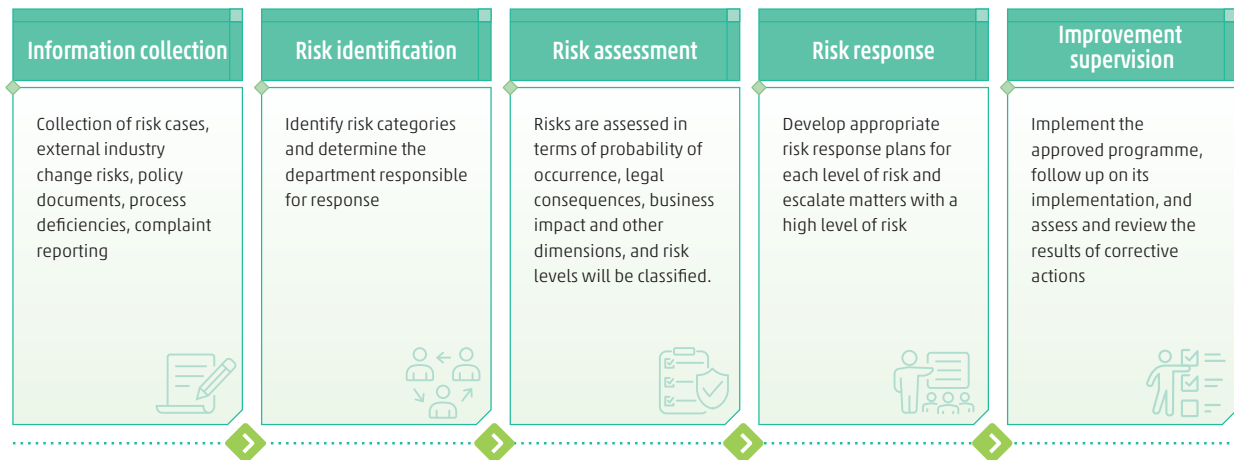 Information collection
Collection of risk cases,
external industry
change risks, policy
documents, process
deficiencies, complaint
reporting
Risk identification
Identify risk categories
and determine the
department responsible
for response
Risk assessment
Risks are assessed in
terms of probability of
occurrence, legal
consequences, business
impact and other
dimensions, and risk
levels will be classified.
Risk response
Develop appropriate
risk response plans for
each level of risk and
escalate matters with a
high level of risk
Improvement
supervision
Implement the
approved programme,
follow up on its
implementation, and
assess and review the
results of corrective
actions